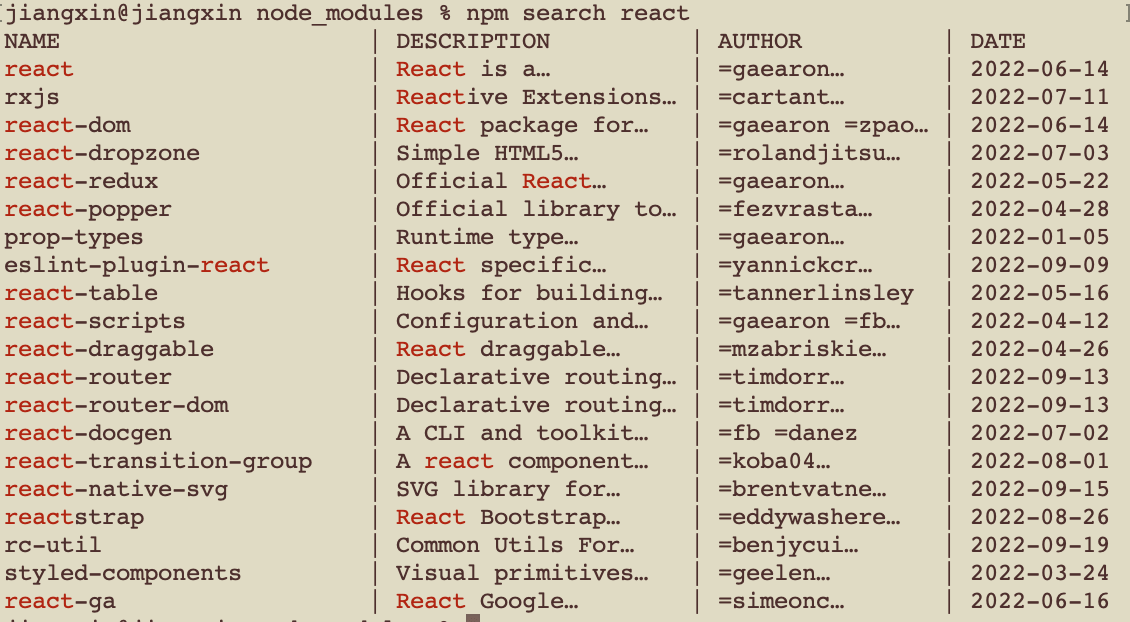 jiangxin@jiangxin node_modules % npm search react
NAME | DESCRIPTION | AUTHOR | DATE
react | React is a… | =gaearon… | 2022-06-14
rxjs | Reactive Extensions… | =cartant… | 2022-07-11
react-dom | React package for… | =gaearon =zpao… | 2022-06-14
react-dropzone | Simple HTML5… | =rolandjitsu… | 2022-07-03
react-redux | Official React… | =gaearon… | 2022-05-22
react-popper | Official library to… | =fezvrasta… | 2022-04-28
prop-types | Runtime type… | =gaearon… | 2022-01-05
eslint-plugin-react | React specific… | =yannickcr… | 2022-09-09
react-table | Hooks for building… | =tannerlinsley | 2022-05-16
react-scripts | Configuration and… | =gaearon =fb… | 2022-04-12
react-draggable | React draggable… | =mzabriskie… | 2022-04-26
react-router | Declarative routing… | =timdorr… | 2022-09-13
react-router-dom | Declarative routing… | =timdorr… | 2022-09-13
react-docgen | A CLI and toolkit… | =fb =danez | 2022-07-02
react-transition-group | A react component… | =koba04… | 2022-08-01
react-native-svg | SVG library for… | =brentvatne… | 2022-09-15
reactstrap | React Bootstrap… | =eddywashere… | 2022-08-26
rc-util | Common Utils For… | =benjycui… | 2022-09-19
styled-components | Visual primitives… | =geelen… | 2022-03-24
react-ga | React Google… | =simeonc… | 2022-06-16